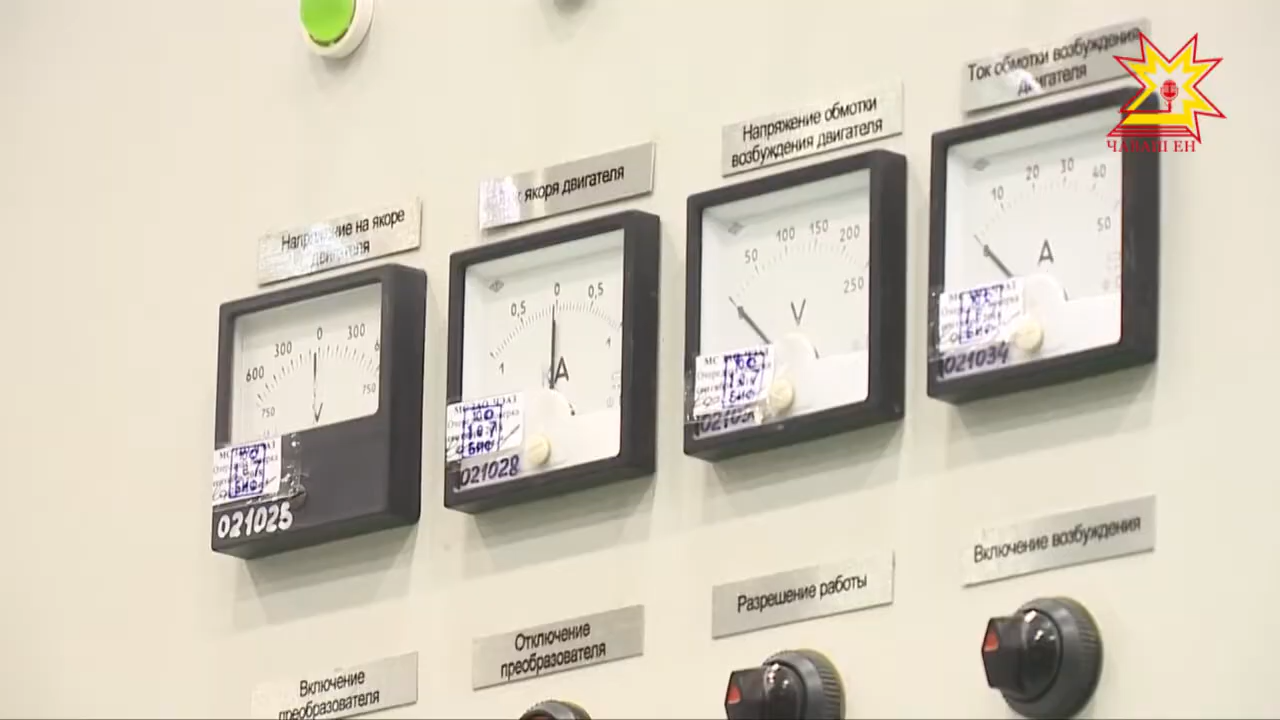 Напряжение на якоре
двигателя
якоря двигателя
Напряжение обмотки
возбуждения двигателя
Ток обмотки возбуждения
двигателя
ЧĂВАШ ЕН
600 300 0 300 6
750 750
V
021025
1 0,5 0 0,5 1
kA
021028
50 100 150 200 250
V
10 20 30 40 50
A
021034
Включение
преобразователя
Отключение
преобразователя
Разрешение работы
Включение возбуждения